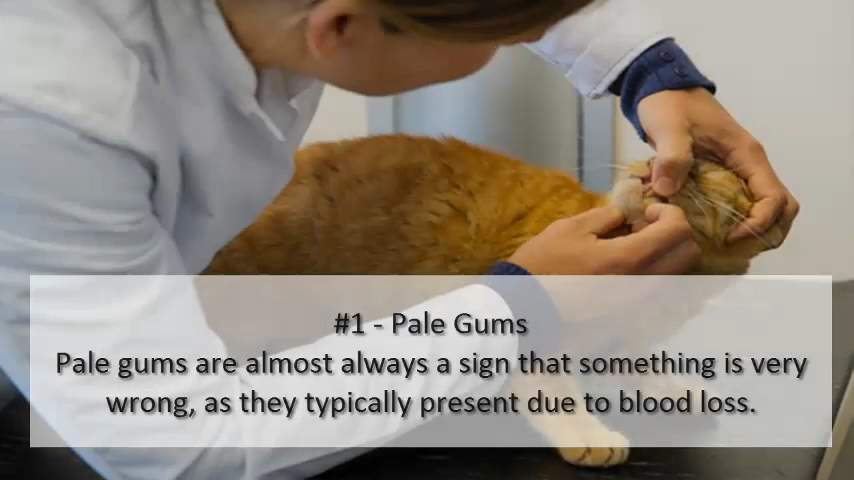 #1 - Pale Gums
Pale gums are almost always a sign that something is very
wrong, as they typically present due to blood loss.